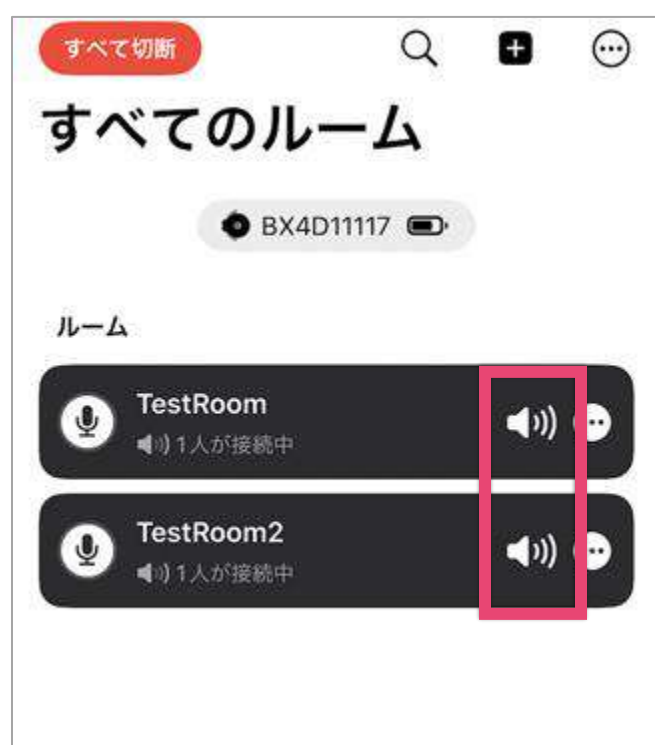 すべて切断
すべてのルーム
BX4D11117
ルーム
TestRoom
1人が接続中
TestRoom2
1人が接続中